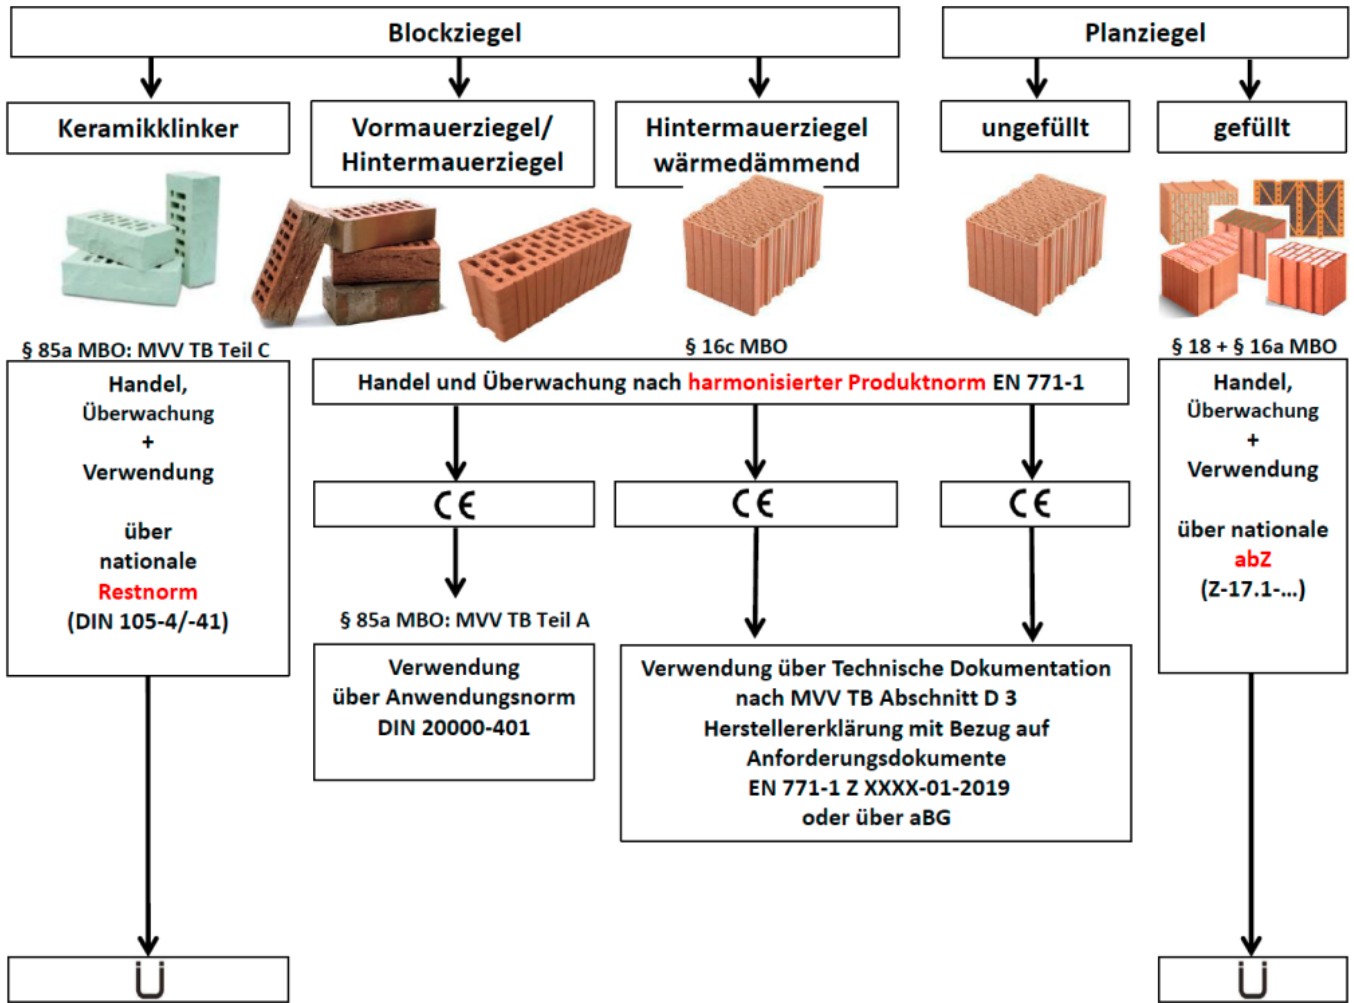 Blockziegel
Planziegel
Keramikklinker
Vormauerziegel/
Hintermauerziegel
Hintermauerziegel
wärmedämmend
ungefüllt
gefüllt
§ 85a MBO: MVV TB Teil C
§ 16c MBO
§ 18 + § 16a MBO
Handel,
Überwachung
+
Verwendung
über
nationale
Restnorm
(DIN 105-4/-41)
Handel und Überwachung nach harmonisierter Produktnorm EN 771-1
CE
CE
CE
§ 85a MBO: MVV TB Teil A
Verwendung
über Anwendungsnorm
DIN 20000-401
Verwendung über Technische Dokumentation
nach MVV TB Abschnitt D 3
Herstellererklärung mit Bezug auf
Anforderungsdokumente
EN 771-1 Z XXXX-01-2019
oder über aBG
Handel,
Überwachung
+
Verwendung
über nationale
abZ
(Z-17.1-...)
Ü
Ü